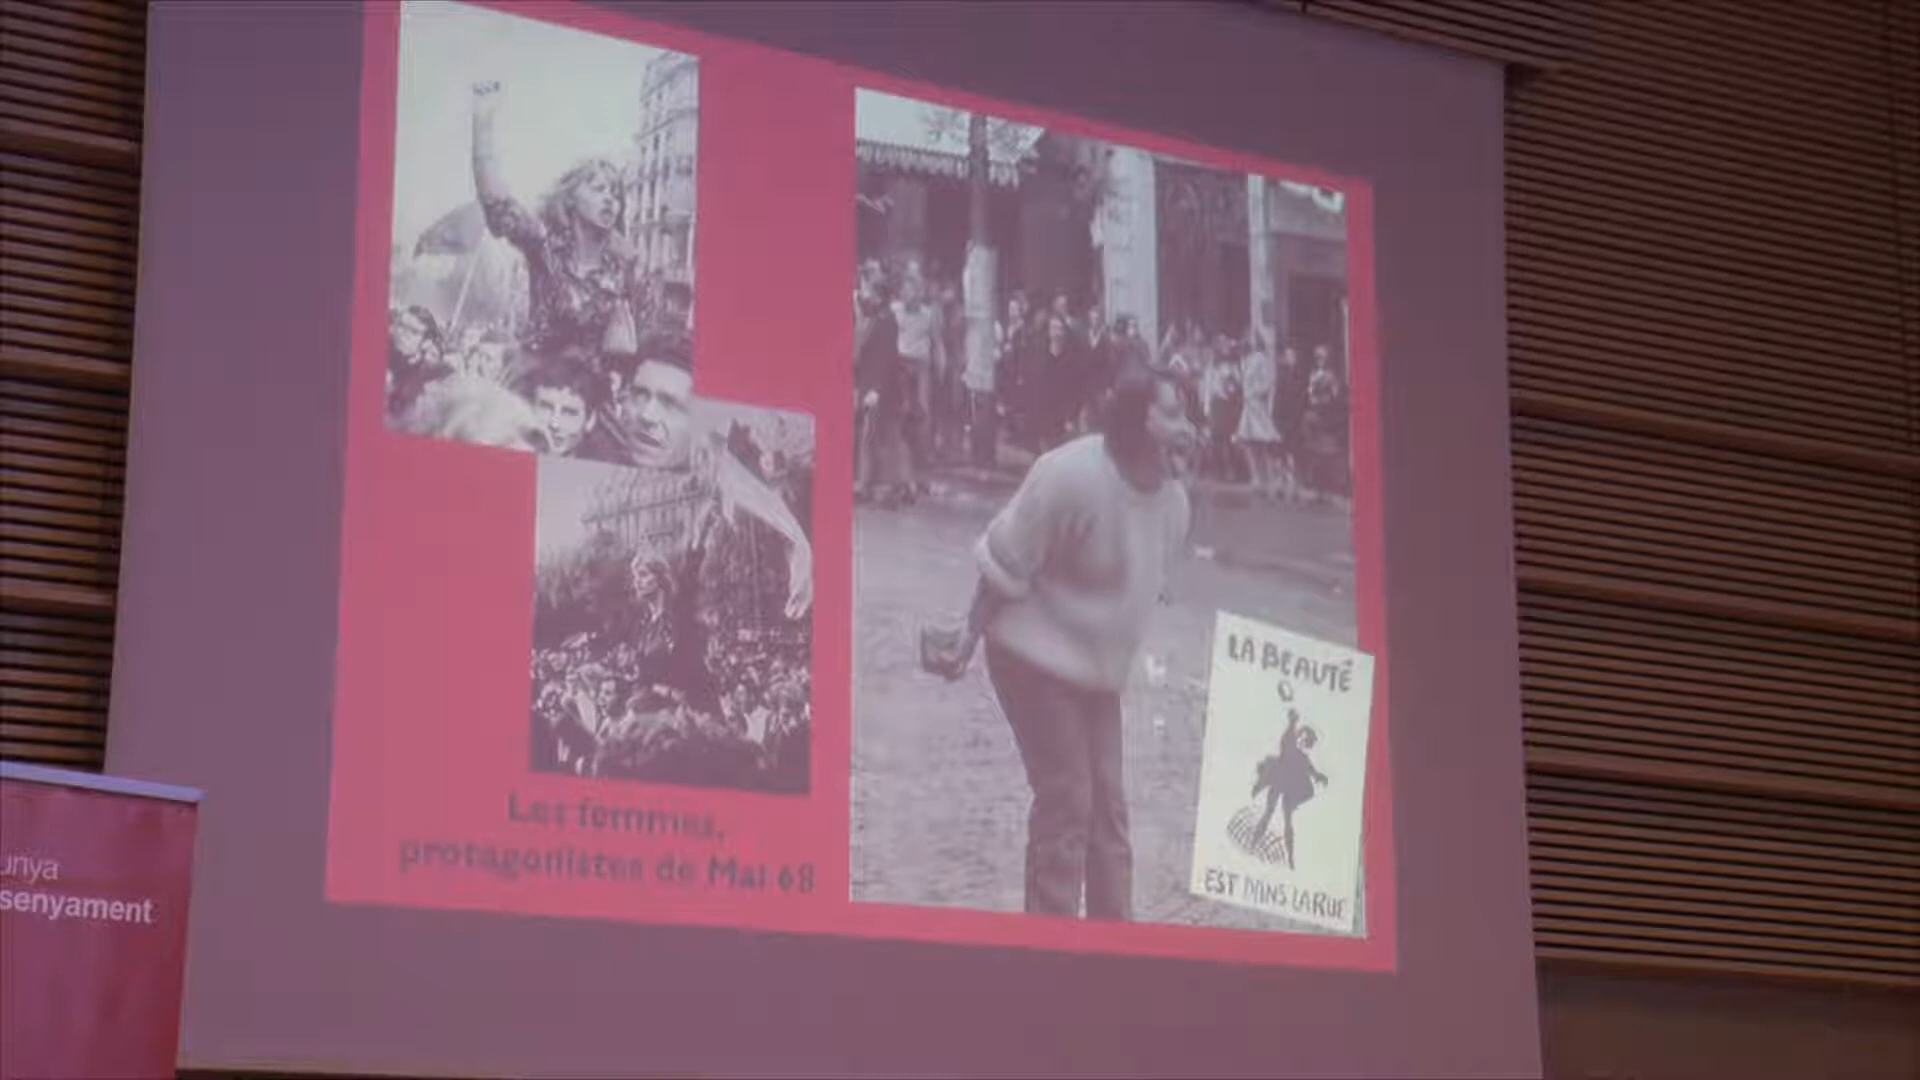 Les femmes,
protagonistes de Mai 68
LA BEAUTÉ
EST DANS LA RUE
unya
senyament